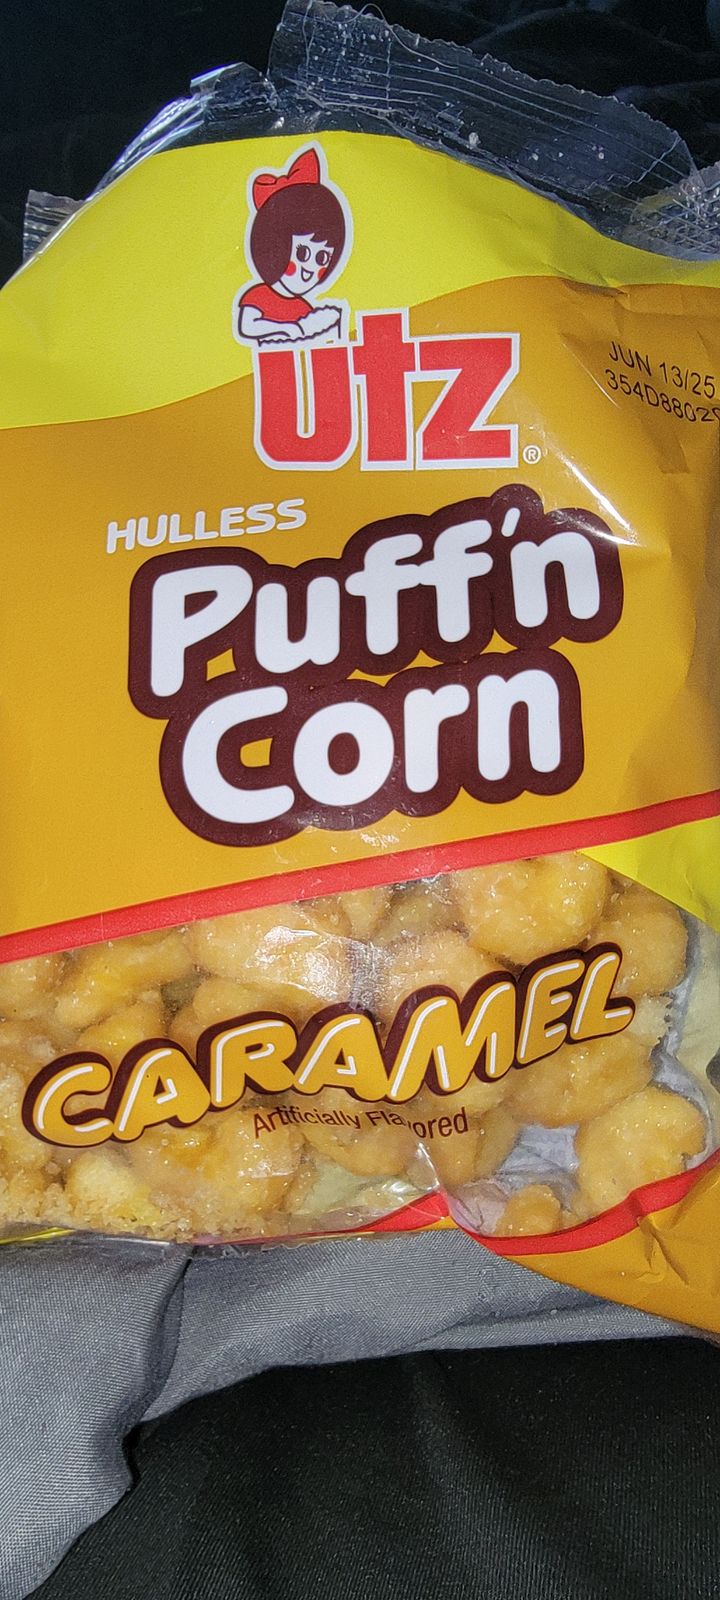 utz®
JUN 13/25
HULLESS
Puff'n
Corn
CARAMEL
Artificially Flavored